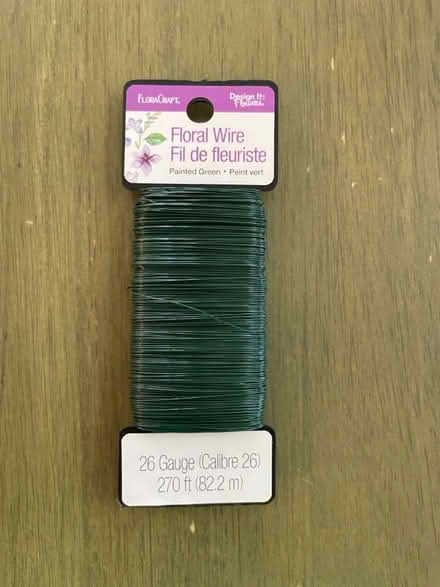 FLORACRAFT.
Design It:
Flowers.
Floral Wire
Fil de fleuriste
Painted Green • Peint vert
26 Gauge (Calibre 26)
270 ft (82.2 m)